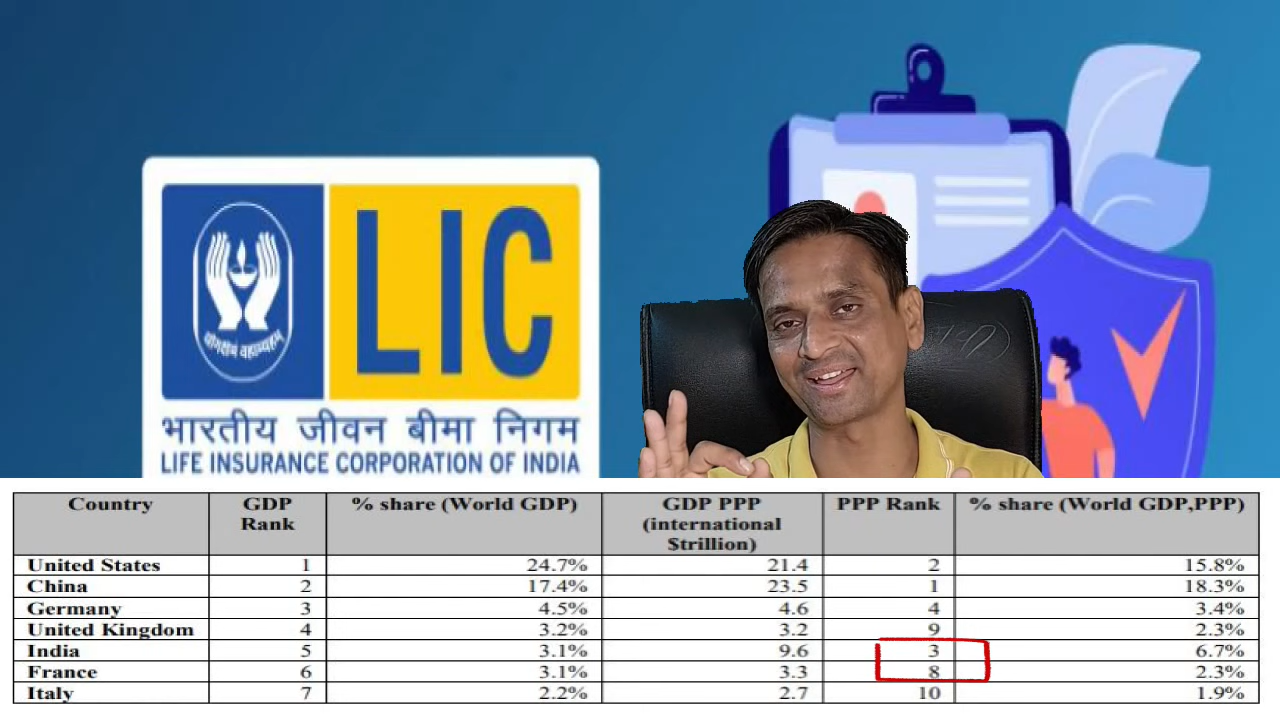 LIC
योगक्षेमं वहाम्यहम्
भारतीय जीवन बीमा निगम
LIFE INSURANCE CORPORATION OF INDIA
Country GDP Rank % share (World GDP) GDP PPP (international $trillion) PPP Rank % share (World GDP,PPP)
United States 1 24.7% 21.4 2 15.8%
China 2 17.4% 23.5 1 18.3%
Germany 3 4.5% 4.6 4 3.4%
United Kingdom 4 3.2% 3.2 9 2.3%
India 5 3.1% 9.6 3 6.7%
France 6 3.1% 3.3 8 2.3%
Italy 7 2.2% 2.7 10 1.9%